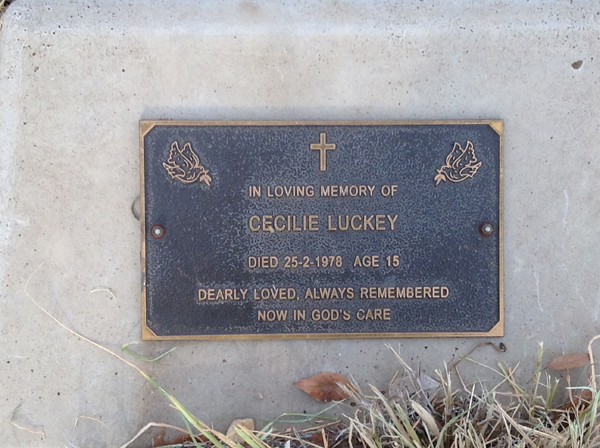 IN LOVING MEMORY OF
CECILIE LUCKEY
DIED 25-2-1978 AGE 15
DEARLY LOVED, ALWAYS REMEMBERED
NOW IN GOD'S CARE